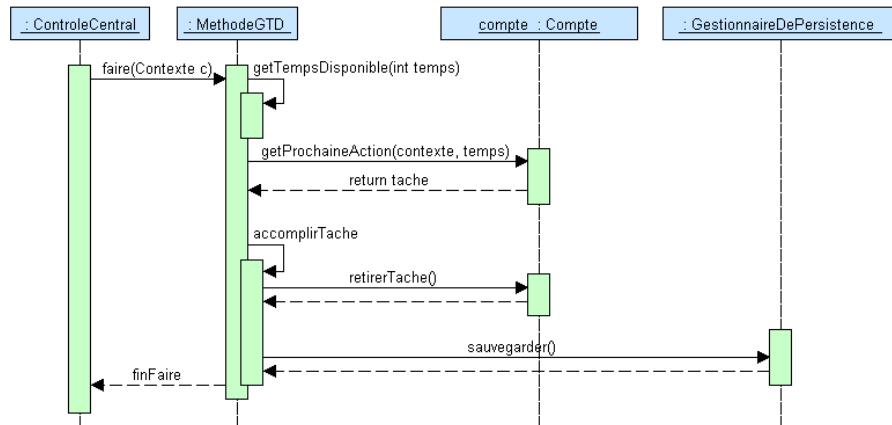 : ControleCentral
: MethodeGTD
compte : Compte
: GestionnaireDePersistence
faire(Contexte c)
getTempsDisponible(int temps)
getProchaineAction(contexte, temps)
return tache
accomplirTache
retirerTache()
sauvegarder()
finFaire